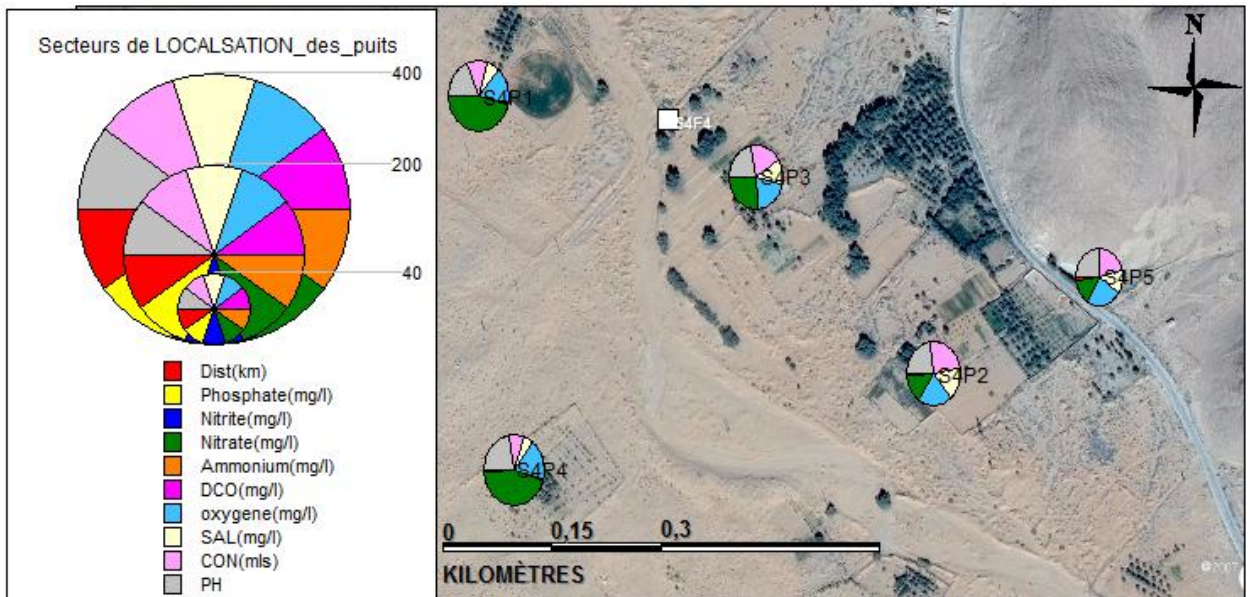 Secteurs de LOCALSATION_des_puits
400
200
40
Dist(km)
Phosphate(mg/l)
Nitrite(mg/l)
Nitrate(mg/l)
Ammonium(mg/l)
DCO(mg/l)
oxygene(mg/l)
SAL(mg/l)
CON(mls)
PH
N
S4P1
S4F4
S4P3
S4P5
S4P2
S4P4
0 0,15 0,3
KILOMÈTRES
©2007